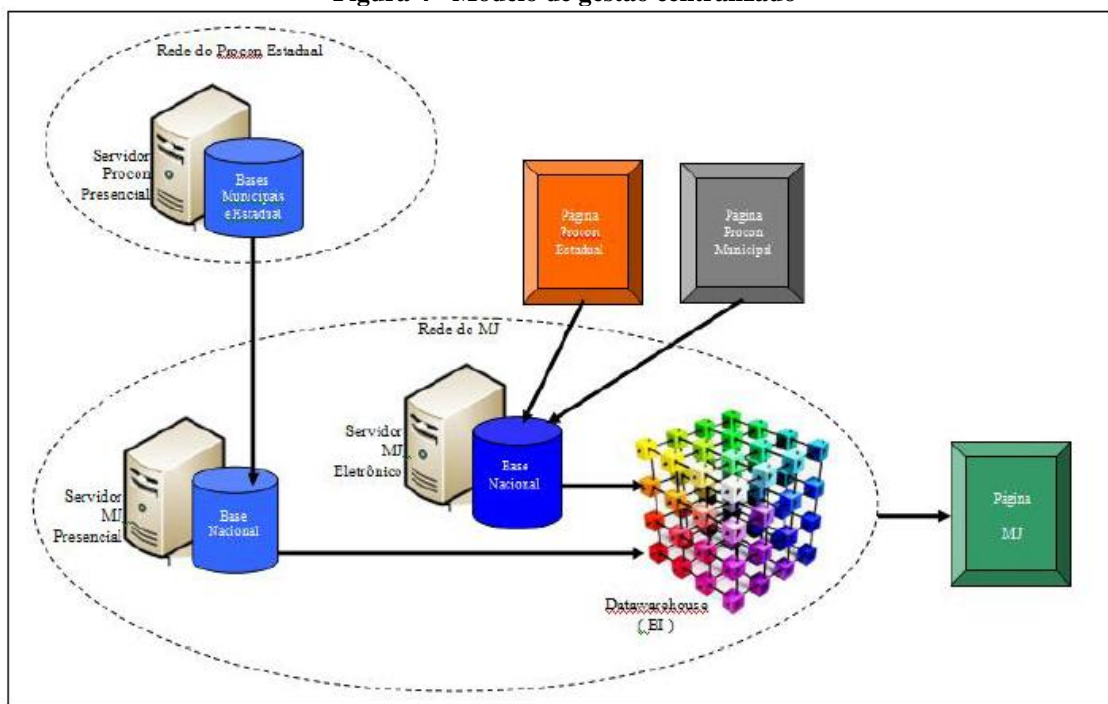 Modelo de gestão centralizado
Rede do Procon Estadual
Servidor
Procon
Presencial
Bases
Municipais
e Estadual
Página
Procon
Estadual
Página
Procon
Municipal
Rede do MJ
Servidor
MJ
Eletrônico
Base
Nacional
Servidor
MJ
Presencial
Base
Nacional
Datawarehouse
( BI )
Página
MJ